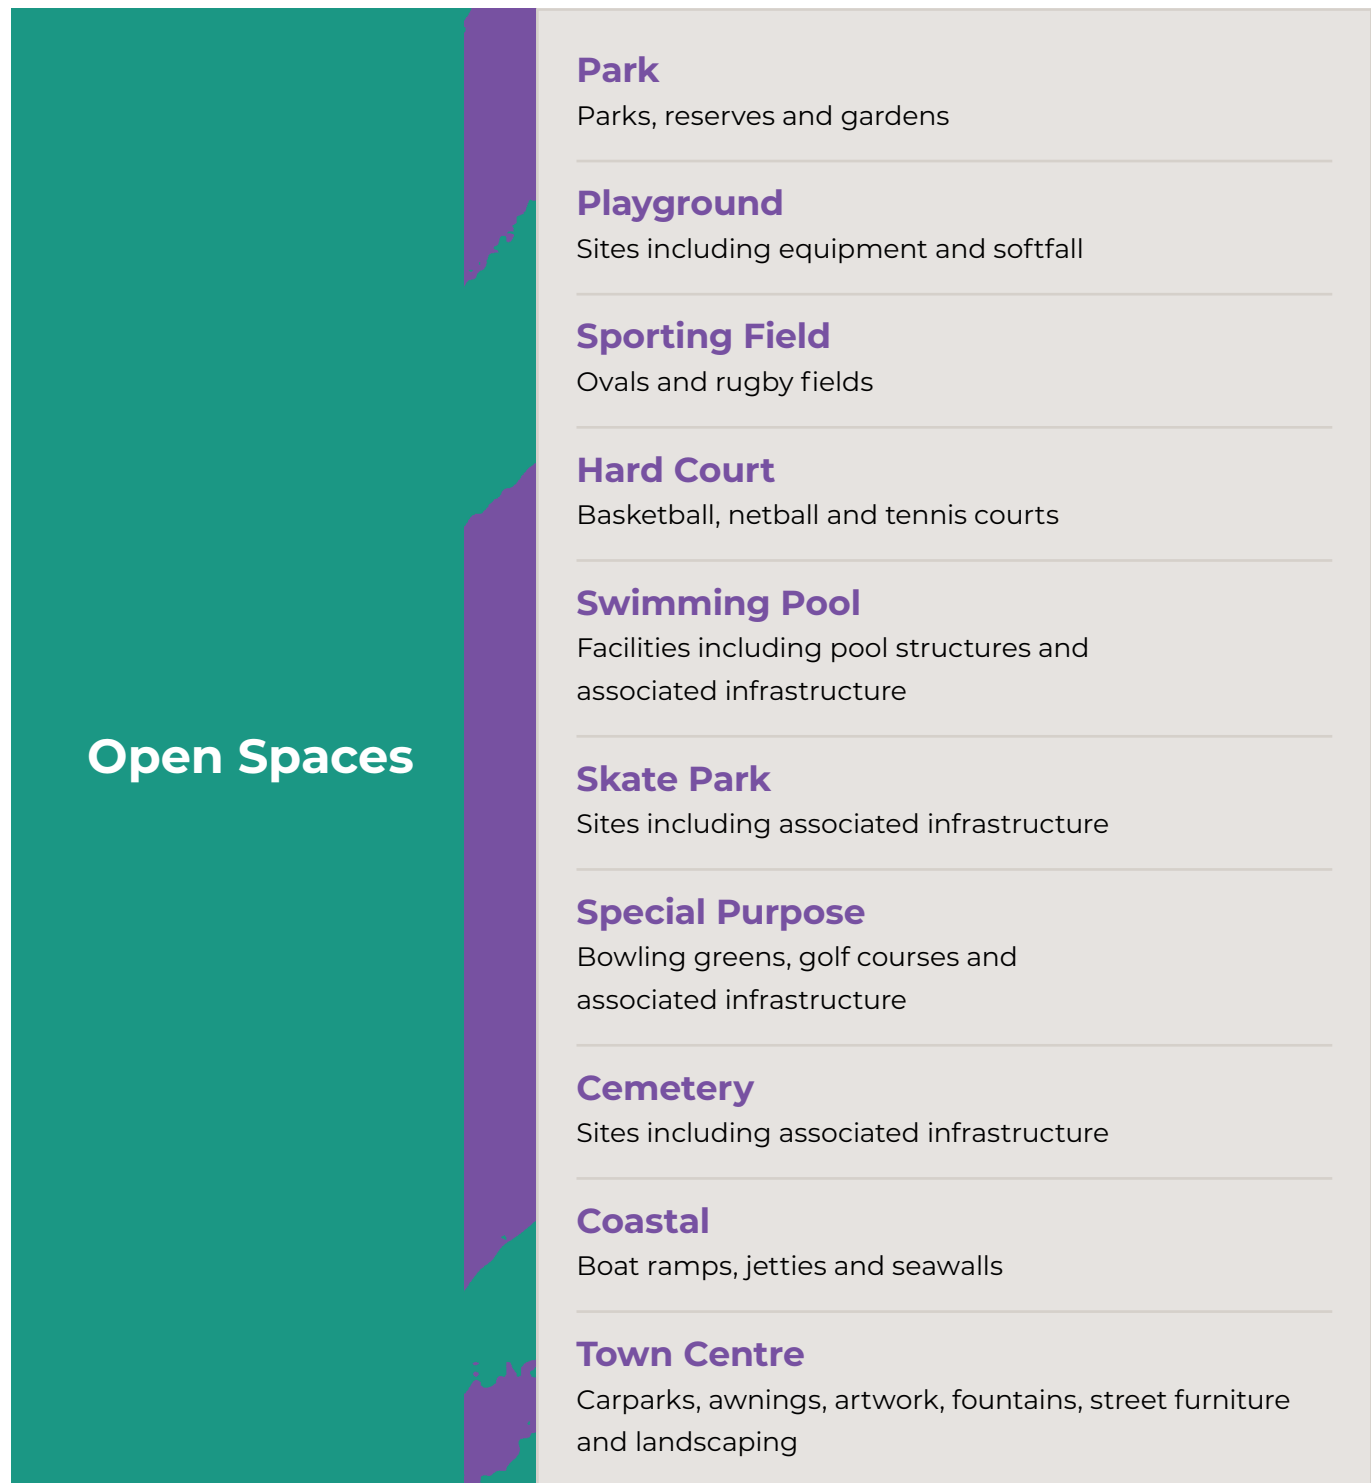 Open Spaces
Park
Parks, reserves and gardens
Playground
Sites including equipment and softfall
Sporting Field
Ovals and rugby fields
Hard Court
Basketball, netball and tennis courts
Swimming Pool
Facilities including pool structures and
associated infrastructure
Skate Park
Sites including associated infrastructure
Special Purpose
Bowling greens, golf courses and
associated infrastructure
Cemetery
Sites including associated infrastructure
Coastal
Boat ramps, jetties and seawalls
Town Centre
Carparks, awnings, artwork, fountains, street furniture
and landscaping